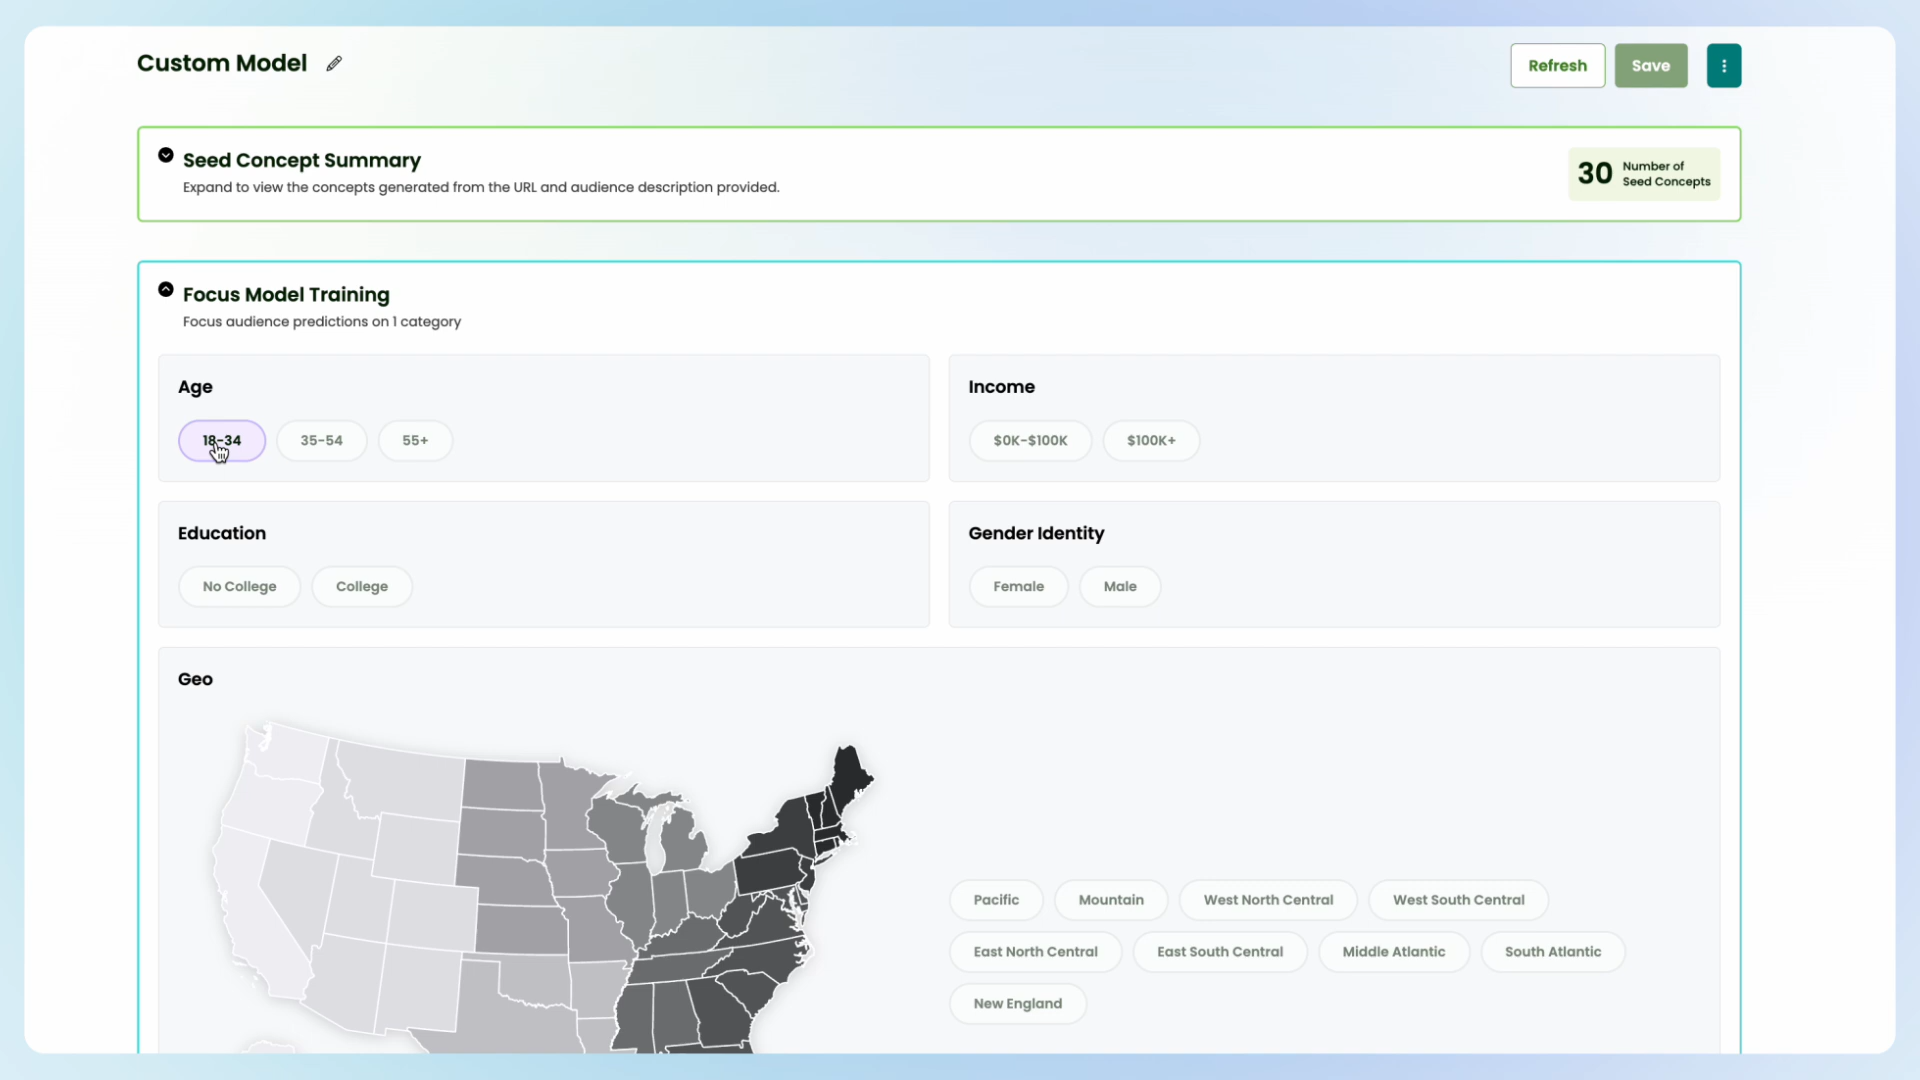 Custom Model
Refresh
Save
Seed Concept Summary
Expand to view the concepts generated from the URL and audience description provided.
30
Number of
Seed Concepts
Focus Model Training
Focus audience predictions on 1 category
Age
18-34
35-54
55+
Income
$0K-$100K
$100K+
Education
No College
College
Gender Identity
Female
Male
Geo
Pacific
Mountain
West North Central
West South Central
East North Central
East South Central
Middle Atlantic
South Atlantic
New England